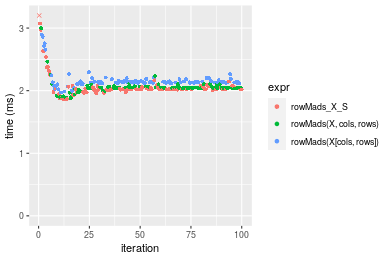 3
2
1
0
time (ms)
0
25
50
75
100
iteration
expr
rowMads_X_S
rowMads(X, cols, rows)
rowMads(X[cols, rows])